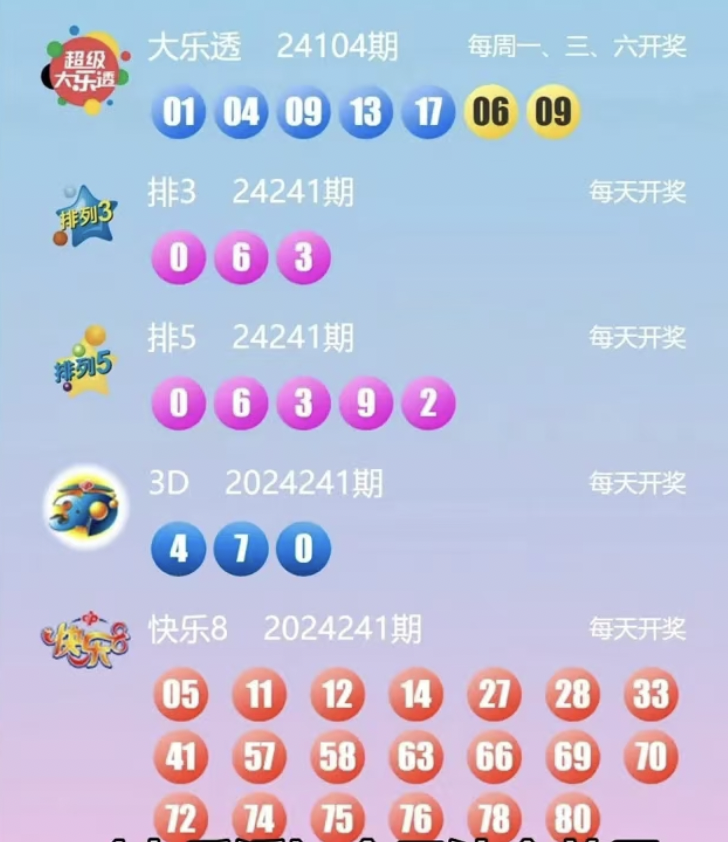 超级
大乐透
大乐透 24104期 每周一、三、六开奖
01 04 09 13 17 06 09
排列3
排3 24241期 每天开奖
0 6 3
排列5
排5 24241期 每天开奖
0 6 3 9 2
3D 2024241期 每天开奖
4 7 0
快乐8
快乐8 2024241期 每天开奖
05 11 12 14 27 28 33
41 57 58 63 66 69 70
72 74 75 76 78 80